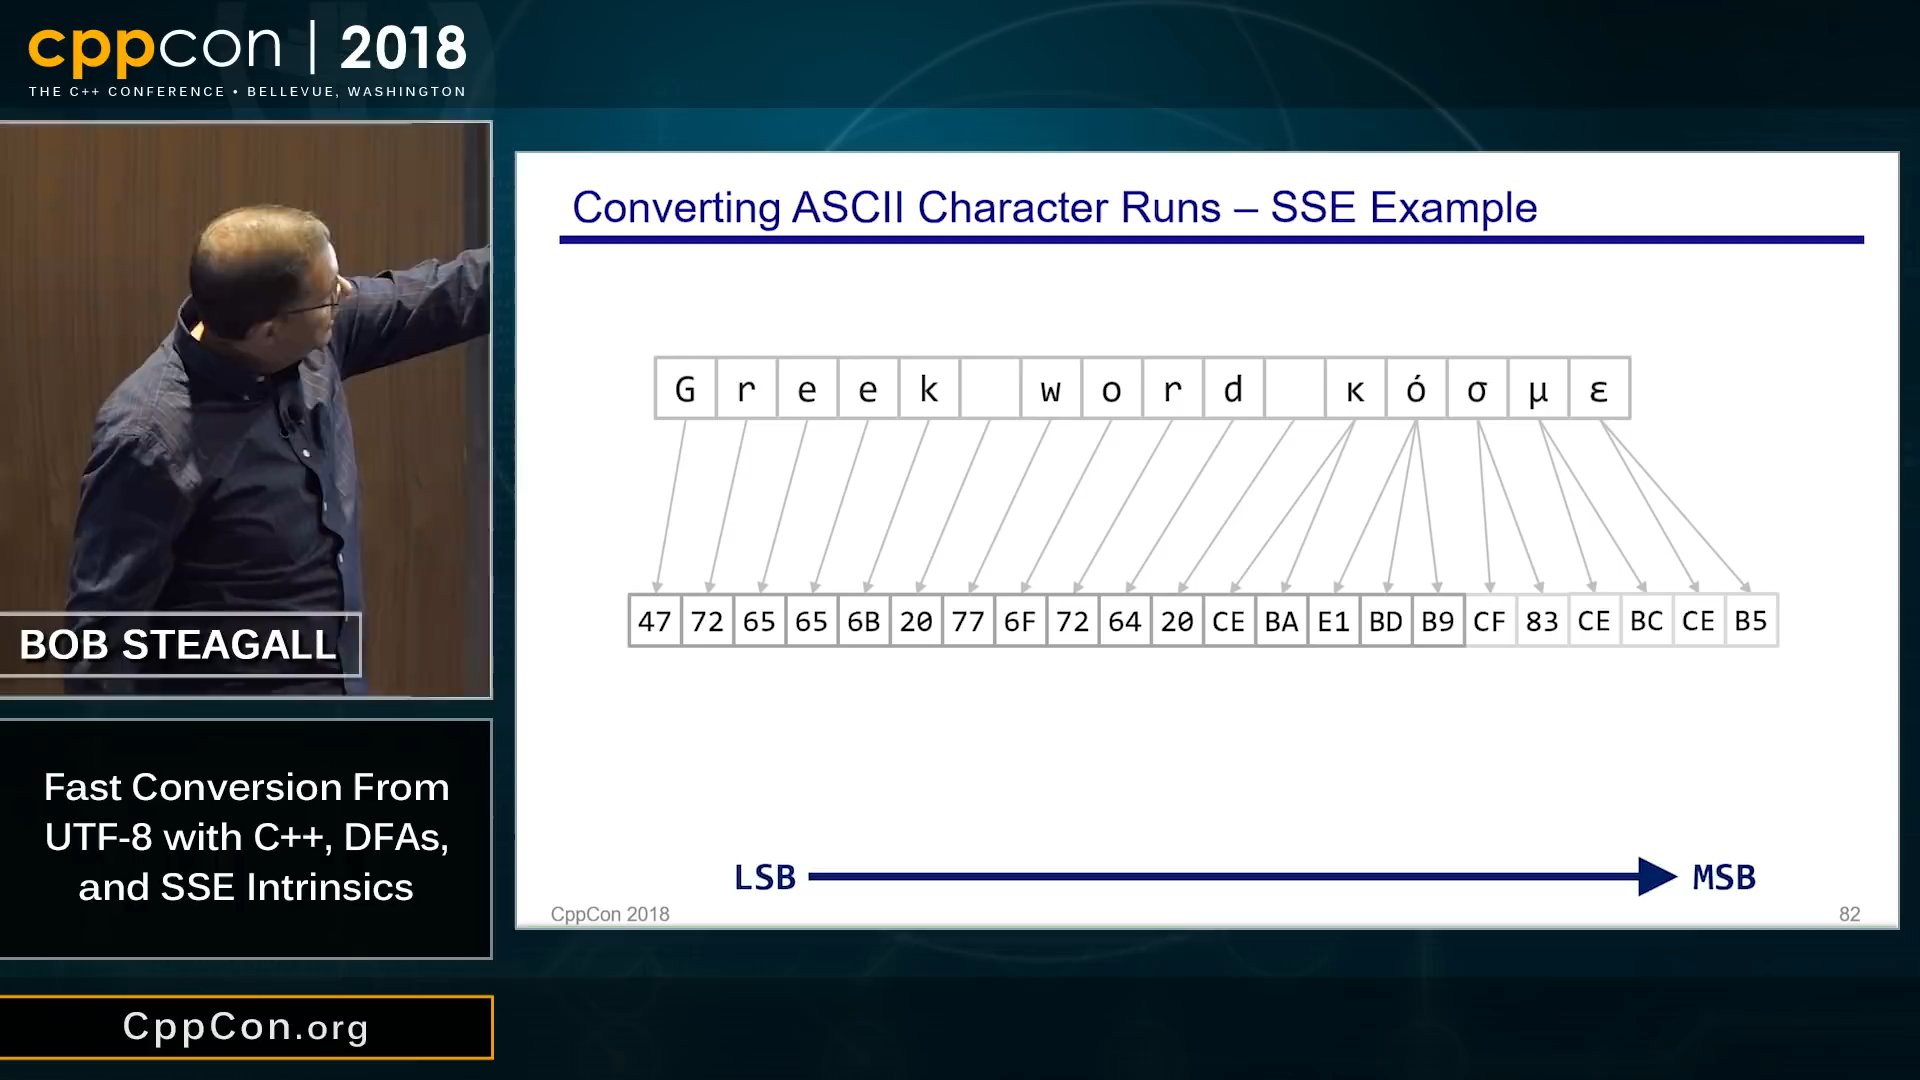 cppcon | 2018
THE C++ CONFERENCE • BELLEVUE, WASHINGTON
BOB STEAGALL
Fast Conversion From
UTF-8 with C++, DFAs,
and SSE Intrinsics
CppCon.org
Converting ASCII Character Runs – SSE Example
G r e e k w o r d κ ό σ μ ε
47 72 65 65 6B 20 77 6F 72 64 20 CE BA E1 BD B9 CF 83 CE BC CE B5
LSB MSB
CppCon 2018 82